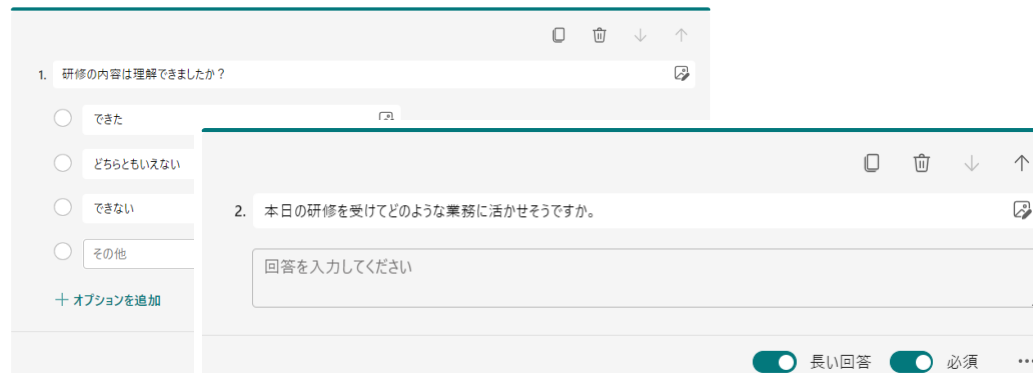 1. 研修の内容は理解できましたか？
できた
どちらともいえない
できない
その他
＋ オプションを追加
2. 本日の研修を受けてどのような業務に活かせそうですか。
回答を入力してください
長い回答 必須